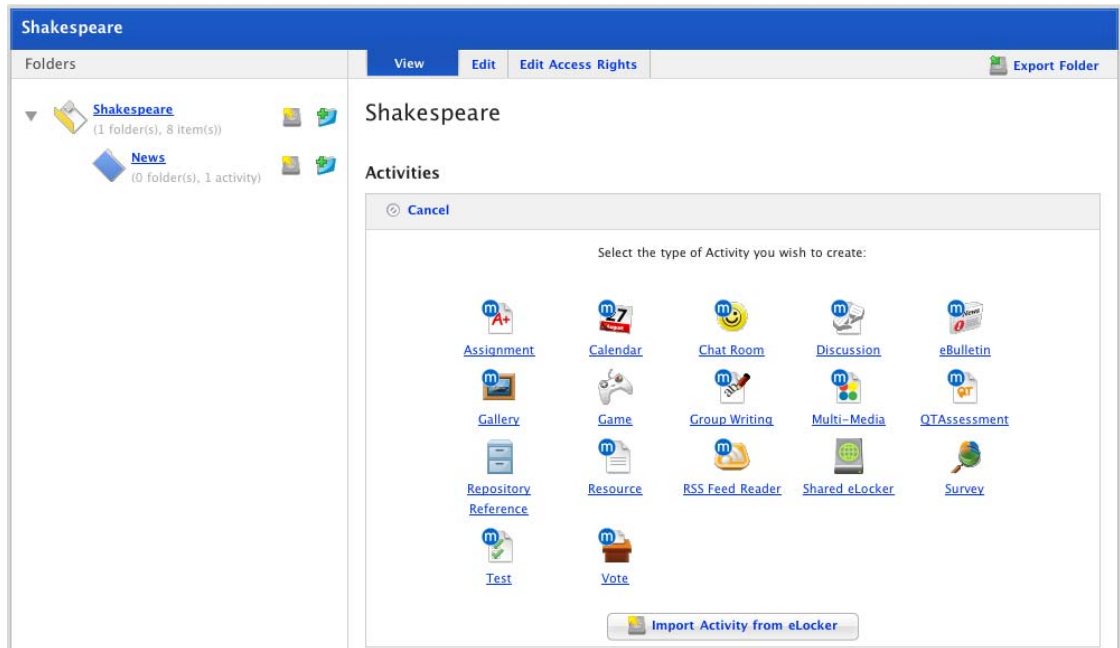 Shakespeare
Folders
View
Edit
Edit Access Rights
Export Folder
Shakespeare
(1 folder(s), 8 item(s))
News
(0 folder(s), 1 activity)
Shakespeare
Activities
Cancel
Select the type of Activity you wish to create:
Assignment
Calendar
Chat Room
Discussion
eBulletin
Gallery
Game
Group Writing
Multi-Media
QTAssessment
Repository
Reference
Resource
RSS Feed Reader
Shared eLocker
Survey
Test
Vote
Import Activity from eLocker